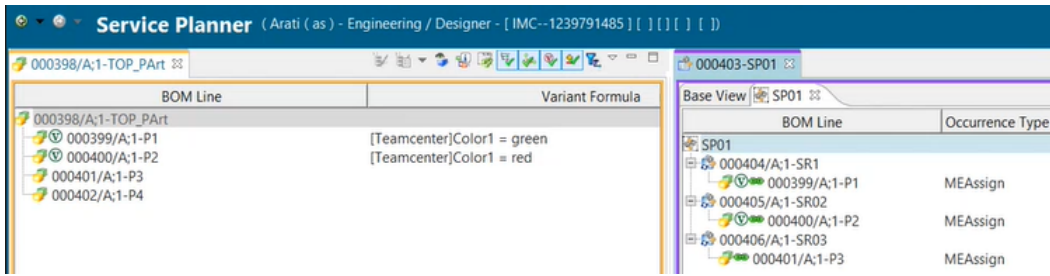 Service Planner ( Arati ( as ) - Engineering / Designer - [ IMC--1239791485 ] [ ] [ ] [ ] [ ])
000398/A;1-TOP_PArt
BOM Line Variant Formula
000398/A;1-TOP_PArt
000399/A;1-P1 [Teamcenter]Color1 = green
000400/A;1-P2 [Teamcenter]Color1 = red
000401/A;1-P3
000402/A;1-P4
000403-SP01
Base View SP01
BOM Line Occurrence Type
SP01
000404/A;1-SR1
000399/A;1-P1 MEAssign
000405/A;1-SR02
000400/A;1-P2 MEAssign
000406/A;1-SR03
000401/A;1-P3 MEAssign